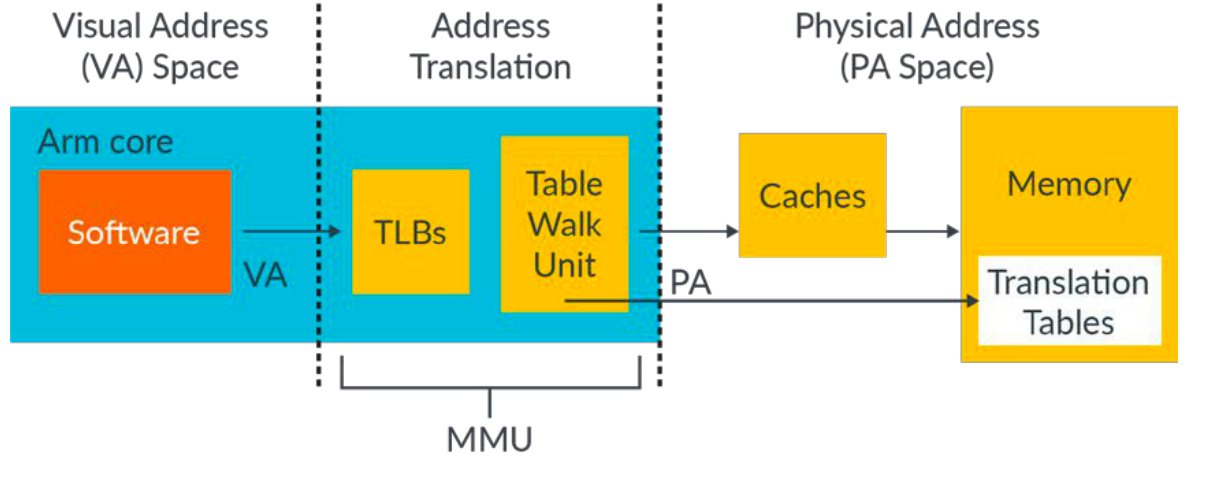 Visual Address
(VA) Space
Address
Translation
Physical Address
(PA Space)
Arm core
Software
VA
TLBs
Table
Walk
Unit
PA
Caches
Memory
Translation
Tables
MMU